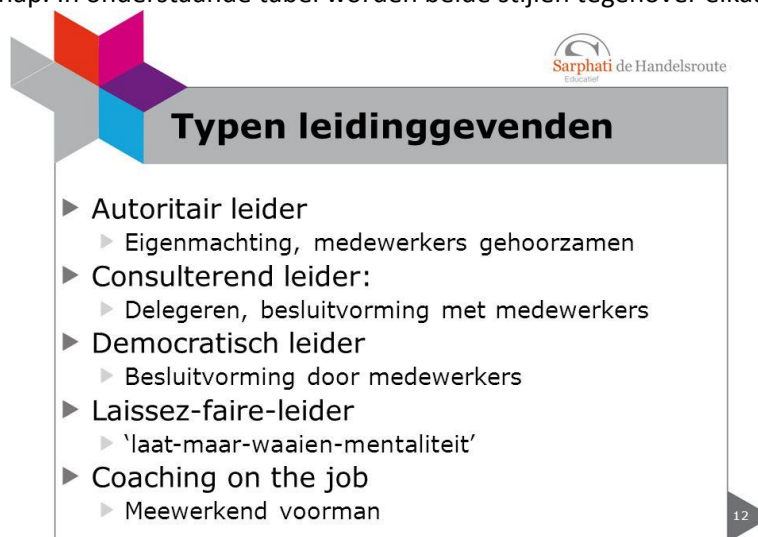 In onderstaande tabel worden beide stijlen tegenover
Sarphati de Handelsroute
Educatief
Typen leidinggevenden
Autoritair leider
Eigenmachting, medewerkers gehoorzamen
Consulterend leider:
Delegeren, besluitvorming met medewerkers
Democratisch leider
Besluitvorming door medewerkers
Laissez-faire-leider
‘laat-maar-waaien-mentaliteit’
Coaching on the job
Meewerkend voorman
12